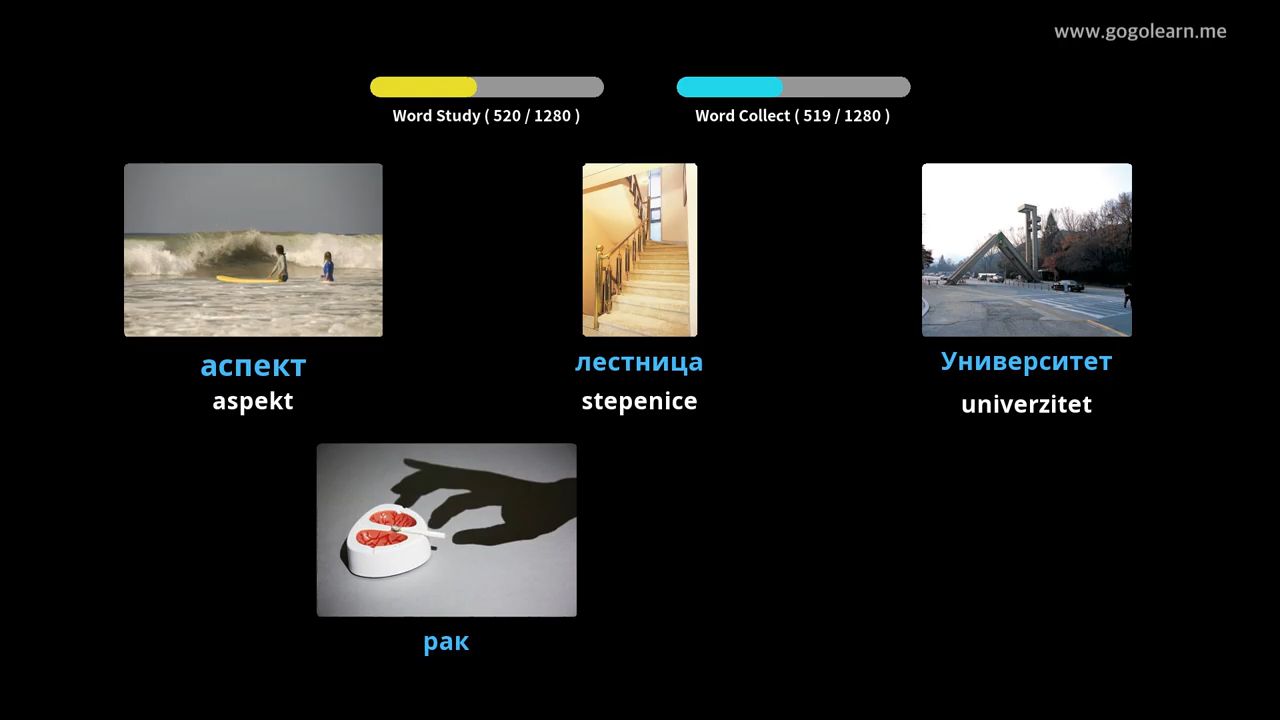 www.gogolearn.me
Word Study ( 520 / 1280 )
Word Collect ( 519 / 1280 )
аспект
aspekt
лестница
stepenice
Университет
univerzitet
рак